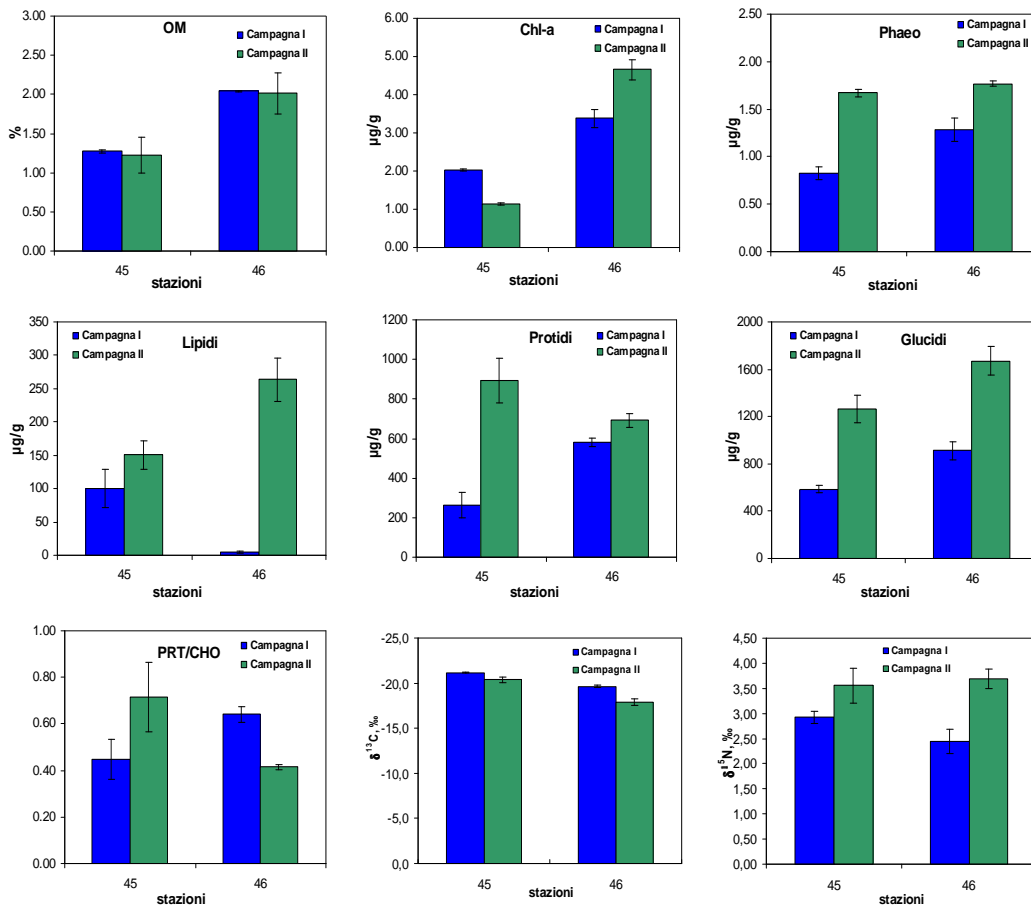 OM
Campagna I
Campagna II
3.00
2.50
2.00
1.50
1.00
0.50
0.00
%
45 46
stazioni
Chl-a
Campagna I
Campagna II
6.00
5.00
4.00
3.00
2.00
1.00
0.00
µg/g
45 46
stazioni
Phaeo
Campagna I
Campagna II
2.50
2.00
1.50
1.00
0.50
0.00
µg/g
45 46
stazioni
Lipidi
Campagna I
Campagna II
350
300
250
200
150
100
50
0
µg/g
45 46
stazioni
Protidi
Campagna I
Campagna II
1200
1000
800
600
400
200
0
µg/g
45 46
stazioni
Glucidi
Campagna I
Campagna II
2000
1600
1200
800
400
0
µg/g
45 46
stazioni
PRT/CHO
Campagna I
Campagna II
1.00
0.80
0.60
0.40
0.20
0.00
45 46
stazioni
Campagna I
Campagna II
-25,0
-20,0
-15,0
-10,0
-5,0
0,0
δ¹³C, ‰
45 46
stazioni
Campagna I
Campagna II
4,50
4,00
3,50
3,00
2,50
2,00
1,50
1,00
0,50
0,00
δ¹⁵N, ‰
45 46
stazioni